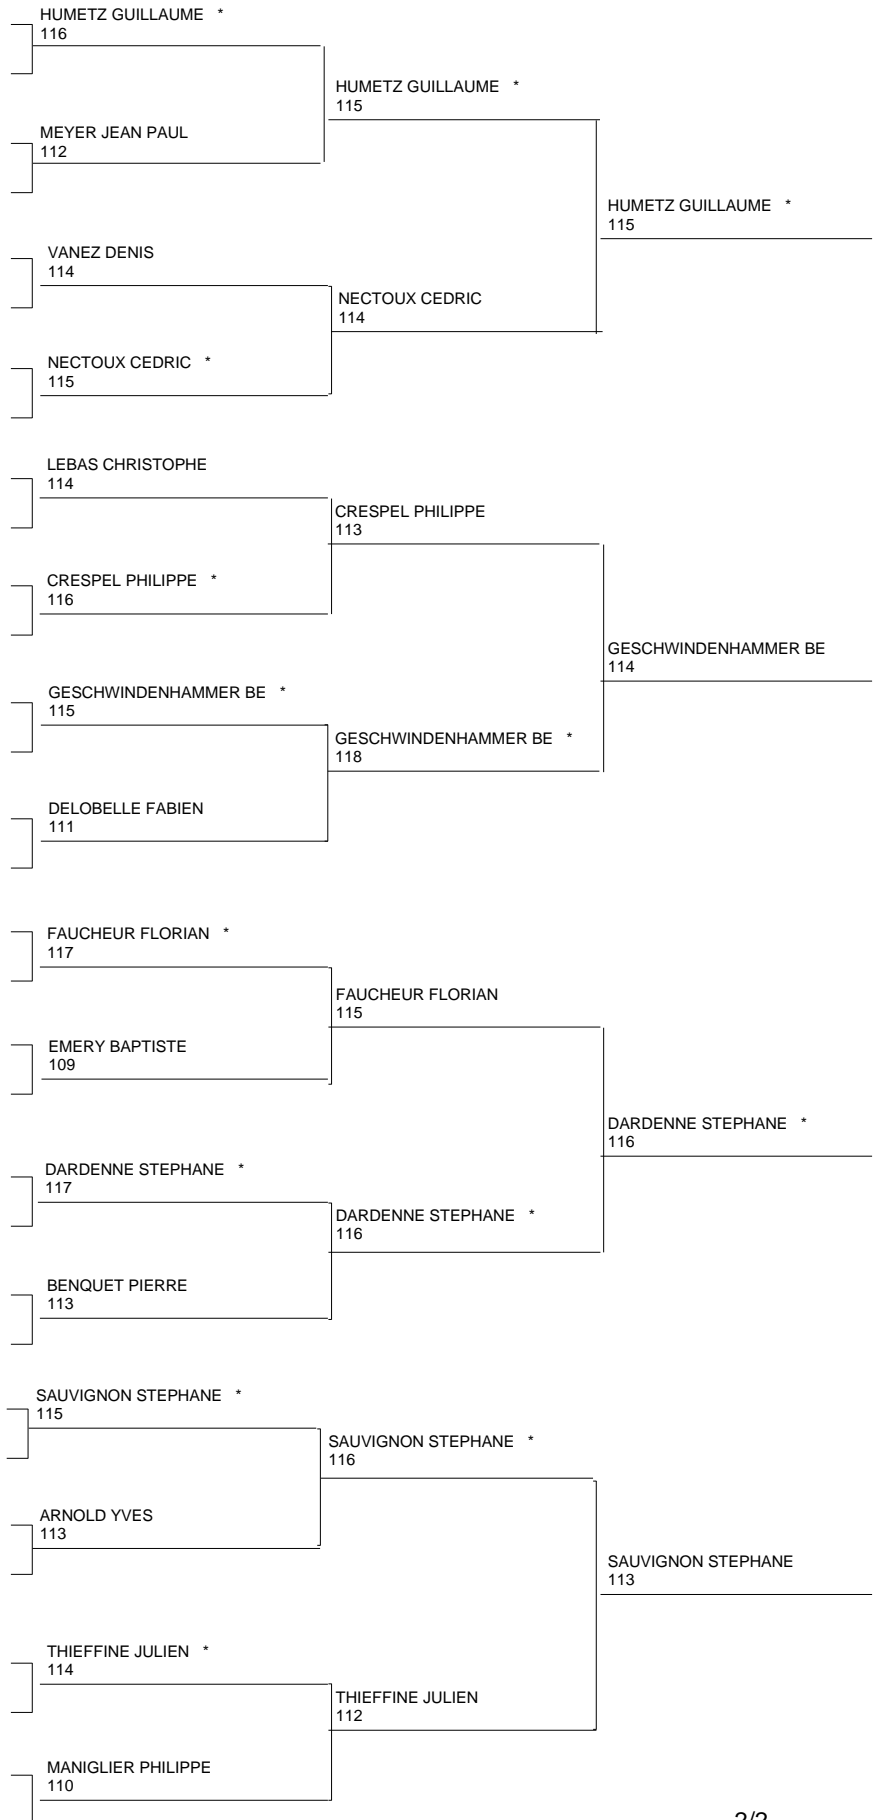 HUMETZ GUILLAUME *
116
HUMETZ GUILLAUME *
115
MEYER JEAN PAUL
112
HUMETZ GUILLAUME *
115
VANEZ DENIS
114
NECTOUX CEDRIC
114
NECTOUX CEDRIC *
115
LEBAS CHRISTOPHE
114
CRESPEL PHILIPPE
113
CRESPEL PHILIPPE *
116
GESCHWINDENHAMMER BE
114
GESCHWINDENHAMMER BE *
115
GESCHWINDENHAMMER BE *
118
DELOBELLE FABIEN
111
FAUCHEUR FLORIAN *
117
FAUCHEUR FLORIAN
115
EMERY BAPTISTE
109
DARDENNE STEPHANE *
116
DARDENNE STEPHANE *
117
DARDENNE STEPHANE *
116
BENQUET PIERRE
113
SAUVIGNON STEPHANE *
115
SAUVIGNON STEPHANE *
116
ARNOLD YVES
113
SAUVIGNON STEPHANE
113
THIEFFINE JULIEN *
114
THIEFFINE JULIEN
112
MANIGLIER PHILIPPE
110